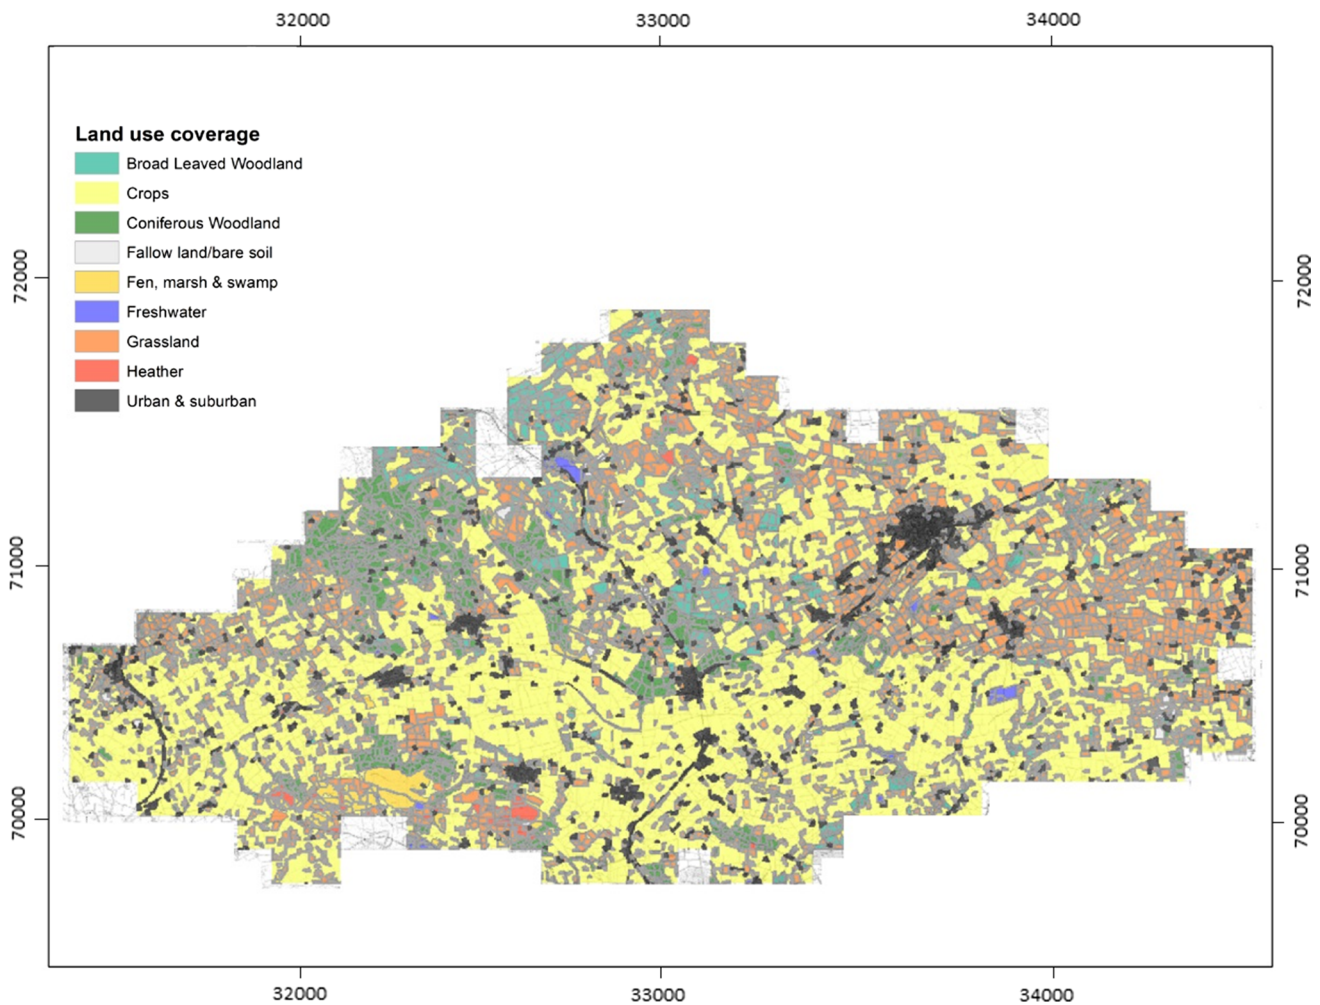 32000 33000 34000
Land use coverage
Broad Leaved Woodland
Crops
Coniferous Woodland
Fallow land/bare soil
Fen, marsh & swamp
Freshwater
Grassland
Heather
Urban & suburban
72000 72000
71000 71000
70000 70000
32000 33000 34000